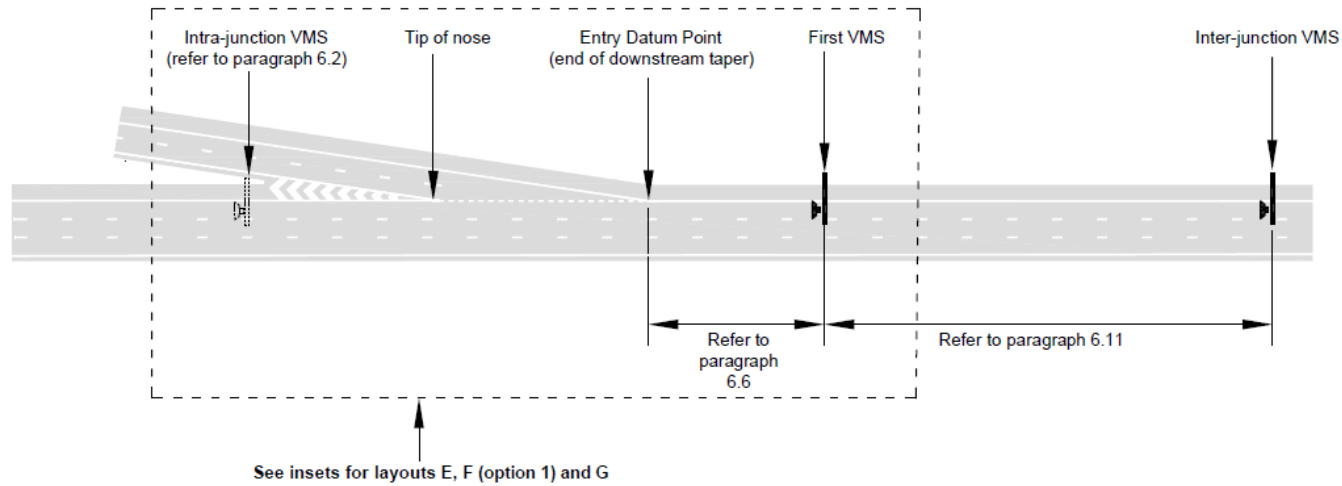 Intra-junction VMS
(refer to paragraph 6.2)
Tip of nose
Entry Datum Point
(end of downstream taper)
First VMS
Inter-junction VMS
Refer to
paragraph
6.6
Refer to paragraph 6.11
See insets for layouts E, F (option 1) and G